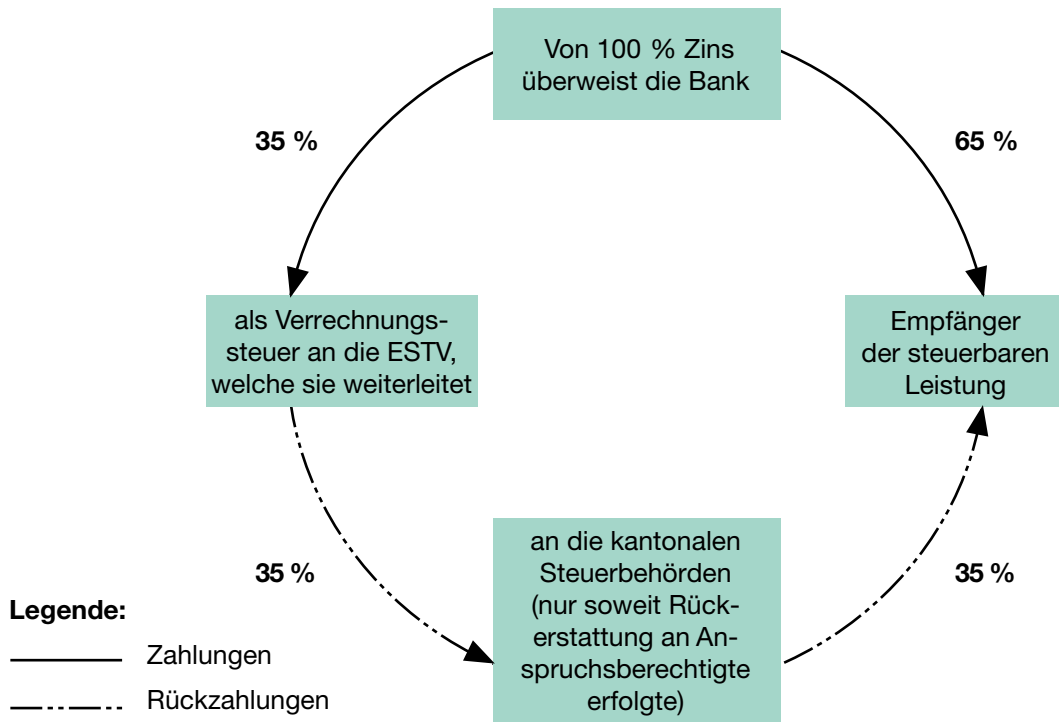 Von 100 % Zins
überweist die Bank
35 %
65 %
als Verrechnungs-
steuer an die ESTV,
welche sie weiterleitet
Empfänger
der steuerbaren
Leistung
35 %
an die kantonalen
Steuerbehörden
(nur soweit Rück-
erstattung an An-
spruchsberechtigte
erfolgte)
35 %
Legende:
Zahlungen
Rückzahlungen